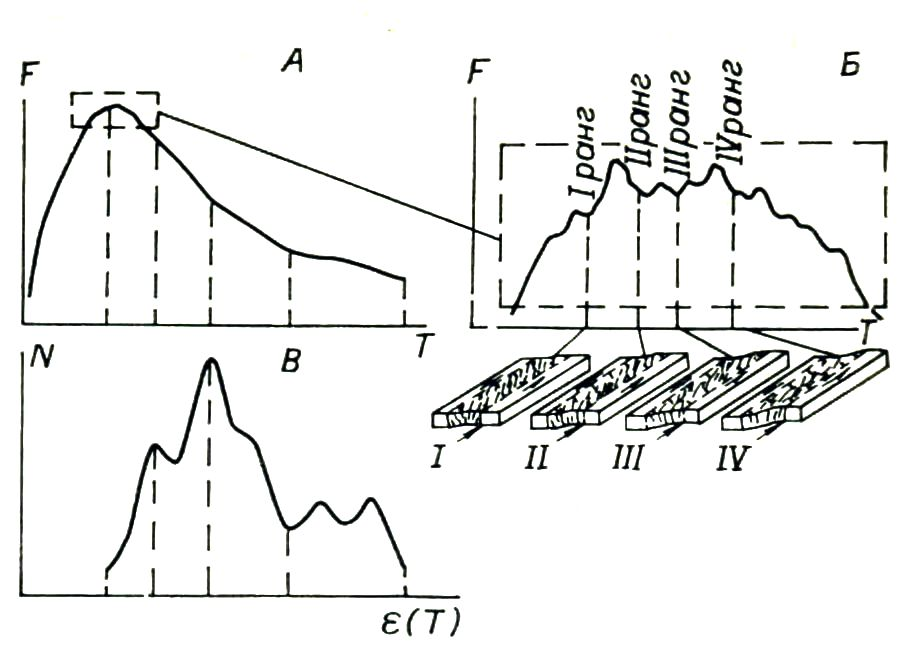 F
А
T
F
Б
I ранг
II ранг
III ранг
IV ранг
T
I
II
III
IV
N
В
ε(T)